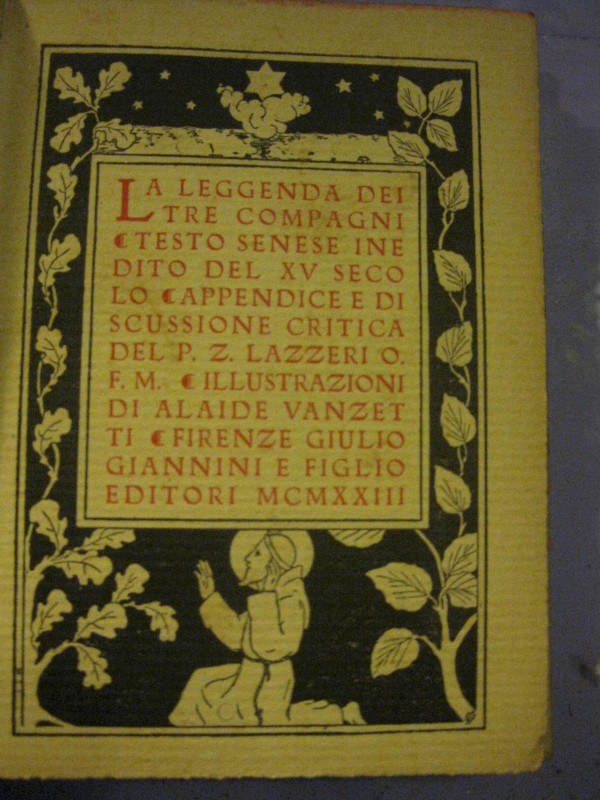 LA LEGGENDA DEI
TRE COMPAGNI
TESTO SENESE INE
DITO DEL XV SECO
LO APPENDICE E DI
SCUSSIONE CRITICA
DEL P. Z. LAZZERI O.
F. M. ILLUSTRAZIONI
DI ALAIDE VANZET
TI FIRENZE GIULIO
GIANNINI E FIGLIO
EDITORI MCMXXIII